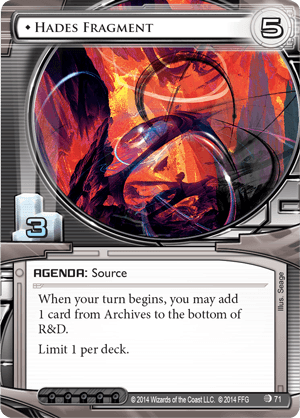 ⬥ Hades Fragment
5
3
AGENDA: Source
When your turn begins, you may add
1 card from Archives to the bottom of
R&D.
Limit 1 per deck.
Illus. Seage
© 2014 Wizards of the Coast LLC. © 2014 FFG
71